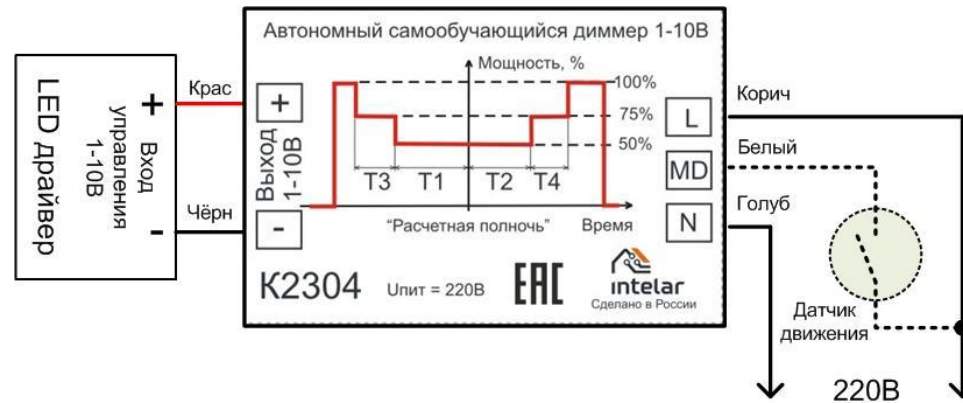 Автономный самообучающийся диммер 1-10В
Мощность, %
100%
75%
50%
T3
T1
T2
T4
"Расчетная полночь"
Время
+
Выход
1-10В
-
L
MD
N
К2304
Uпит = 220В
EAC
ıntelar
Сделано в России
LED драйвер
+
Вход
управления
1-10В
-
Крас
Чёрн
Корич
Белый
Голуб
Датчик
движения
220В